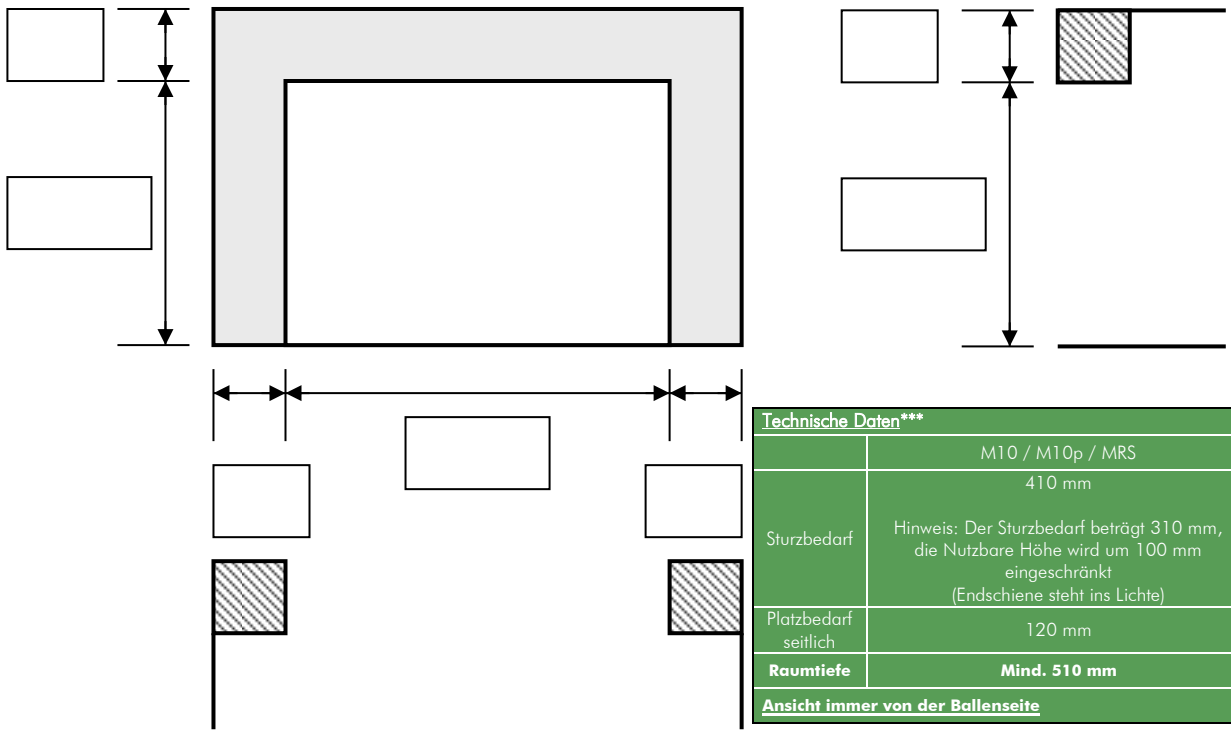 Technische Daten***
M10 / M10p / MRS
Sturzbedarf
410 mm
Hinweis: Der Sturzbedarf beträgt 310 mm,
die Nutzbare Höhe wird um 100 mm
eingeschränkt
(Endschiene steht ins Lichte)
Platzbedarf
seitlich
120 mm
Raumtiefe
Mind. 510 mm
Ansicht immer von der Ballenseite